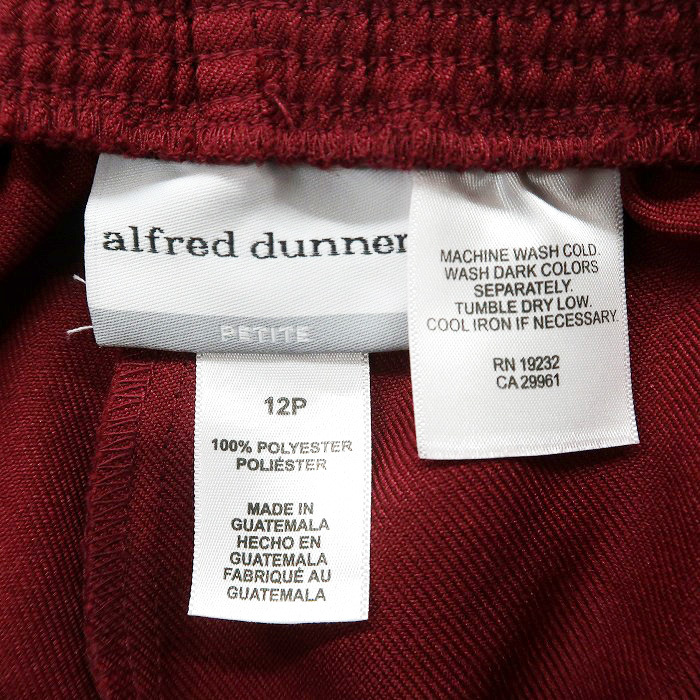 alfred dunner
PETITE
12P
100% POLYESTER
POLIÉSTER
MADE IN
GUATEMALA
HECHO EN
GUATEMALA
FABRIQUÉ AU
GUATEMALA
MACHINE WASH COLD.
WASH DARK COLORS
SEPARATELY.
TUMBLE DRY LOW.
COOL IRON IF NECESSARY.
RN 19232
CA 29961